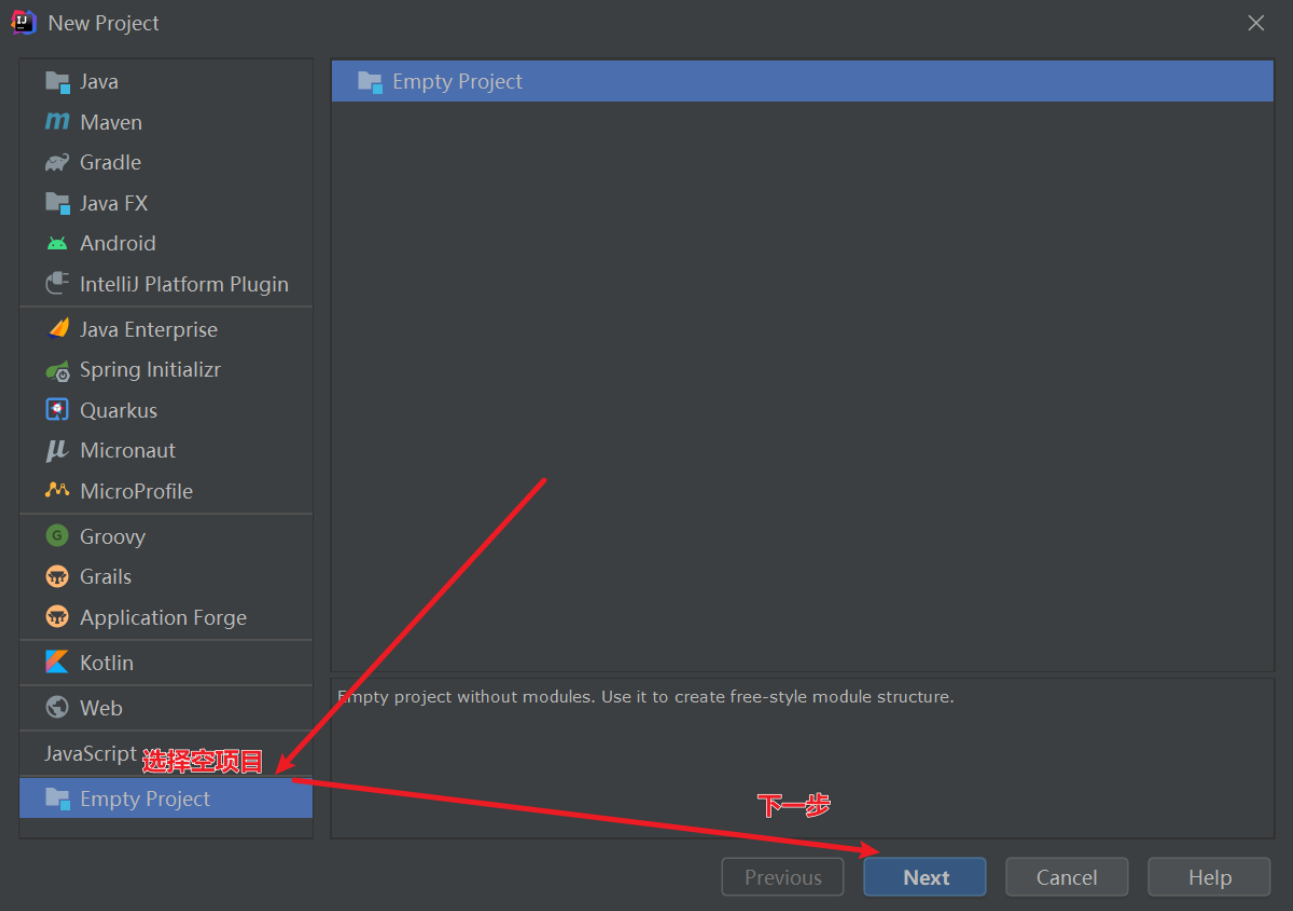 New Project
Java
Maven
Gradle
Java FX
Android
IntelliJ Platform Plugin
Java Enterprise
Spring Initializr
Quarkus
Micronaut
MicroProfile
Groovy
Grails
Application Forge
Kotlin
Web
JavaScript
选择空项目
Empty Project
Empty Project
Empty project without modules. Use it to create free-style module structure.
下一步
Previous
Next
Cancel
Help